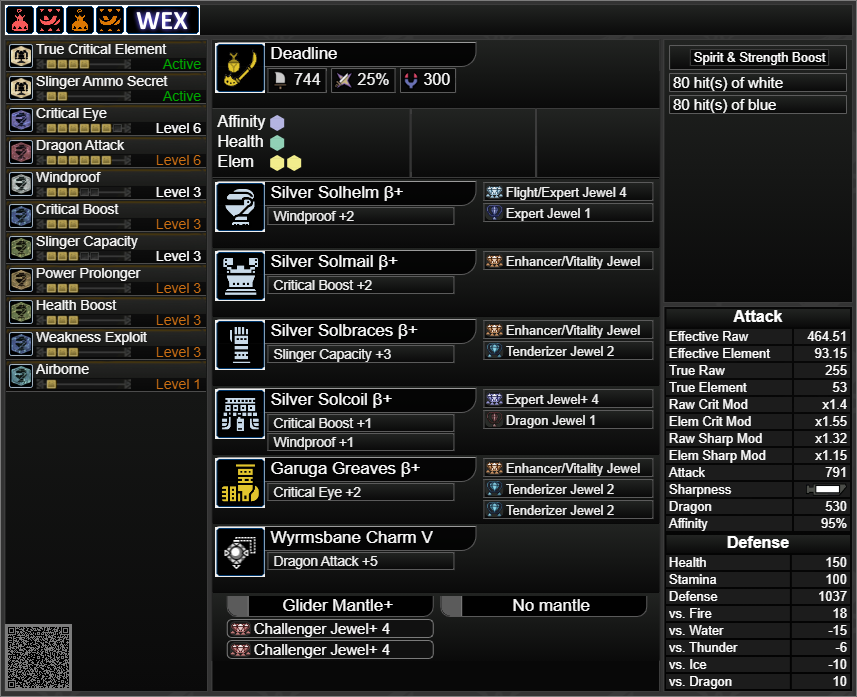 WEX
True Critical Element
Active
Slinger Ammo Secret
Active
Critical Eye
Level 6
Dragon Attack
Level 6
Windproof
Level 3
Critical Boost
Level 3
Slinger Capacity
Level 3
Power Prolonger
Level 3
Health Boost
Level 3
Weakness Exploit
Level 3
Airborne
Level 1
Deadline
744 25% 300
Affinity
Health
Elem
Silver Solhelm β+
Windproof +2
Flight/Expert Jewel 4
Expert Jewel 1
Silver Solmail β+
Critical Boost +2
Enhancer/Vitality Jewel
Silver Solbraces β+
Slinger Capacity +3
Enhancer/Vitality Jewel
Tenderizer Jewel 2
Silver Solcoil β+
Critical Boost +1
Windproof +1
Expert Jewel+ 4
Dragon Jewel 1
Garuga Greaves β+
Critical Eye +2
Enhancer/Vitality Jewel
Tenderizer Jewel 2
Tenderizer Jewel 2
Wyrmsbane Charm V
Dragon Attack +5
Glider Mantle+
Challenger Jewel+ 4
Challenger Jewel+ 4
No mantle
Spirit & Strength Boost
80 hit(s) of white
80 hit(s) of blue
Attack
Effective Raw 464.51
Effective Element 93.15
True Raw 255
True Element 53
Raw Crit Mod x1.4
Elem Crit Mod x1.55
Raw Sharp Mod x1.32
Elem Sharp Mod x1.15
Attack 791
Sharpness
Dragon 530
Affinity 95%
Defense
Health 150
Stamina 100
Defense 1037
vs. Fire 18
vs. Water -15
vs. Thunder -6
vs. Ice -10
vs. Dragon 10